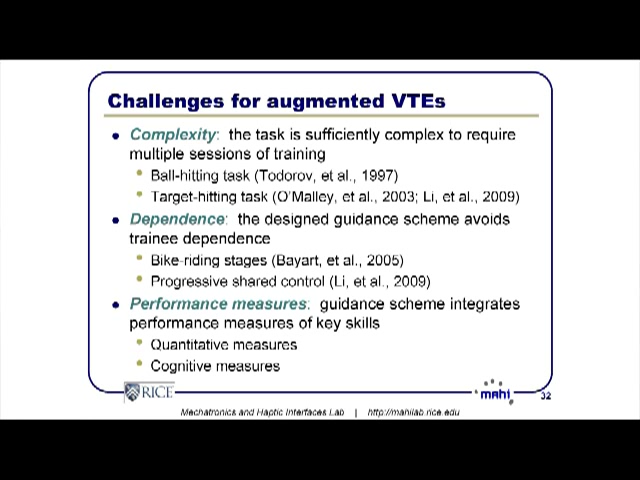 Challenges for augmented VTEs
Complexity: the task is sufficiently complex to require
multiple sessions of training
Ball-hitting task (Todorov, et al., 1997)
Target-hitting task (O'Malley, et al., 2003; Li, et al., 2009)
Dependence: the designed guidance scheme avoids
trainee dependence
Bike-riding stages (Bayart, et al., 2005)
Progressive shared control (Li, et al., 2009)
Performance measures: guidance scheme integrates
performance measures of key skills
Quantitative measures
Cognitive measures
RICE
mahi
32
Mechatronics and Haptic Interfaces Lab | http://mahilab.rice.edu